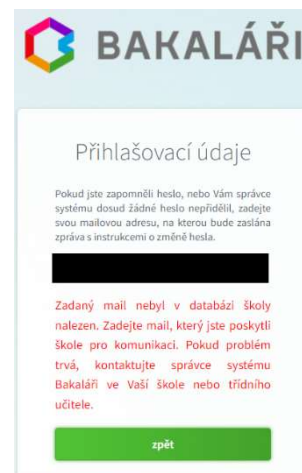 BAKALÁŘI
Přihlašovací údaje
Pokud jste zapomněli heslo, nebo Vám správce
systému dosud žádné heslo nepřidělil, zadejte
svou mailovou adresu, na kterou bude zaslána
zpráva s instrukcemi o změně hesla.
Zadaný mail nebyl v databázi školy
nalezen. Zadejte mail, který jste poskytli
škole pro komunikaci. Pokud problém
trvá, kontaktujte správce systému
Bakaláři ve Vaší škole nebo třídního
učitele.
zpět